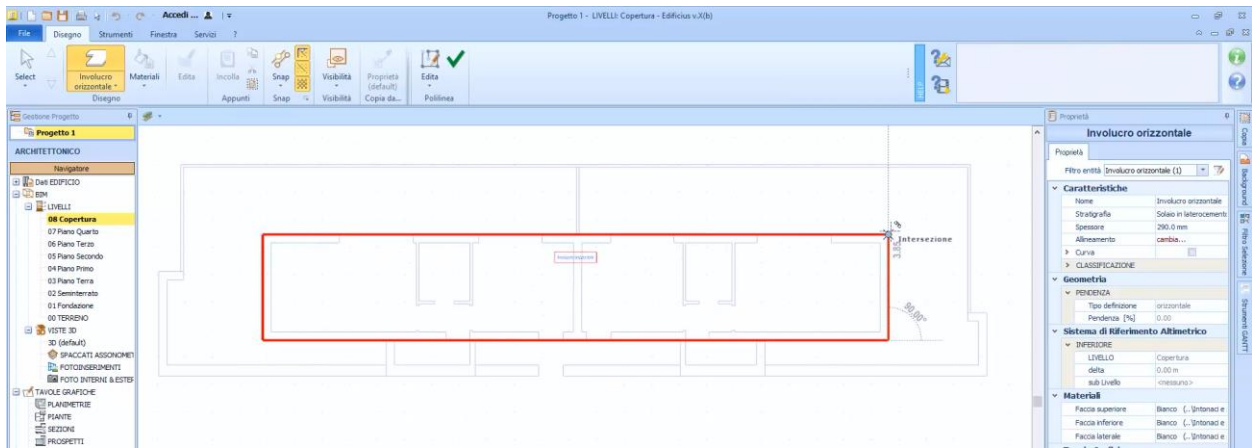 Accedi ...
Progetto 1 - LIVELLI: Copertura - Edificius v.X(b)
File Disegno Strumenti Finestra Servizi ?
Select
Involucro orizzontale
Materiali
Edita
Incolla
Snap
Visibilità
Proprietà (default)
Edita
Disegno
Appunti
Snap
Visibilità
Copia da...
Polilinea
HELP
Gestione Progetto
Progetto 1
ARCHITETTONICO
Navigatore
Dati EDIFICIO
BIM
LIVELLI
08 Copertura
07 Piano Quarto
06 Piano Terzo
05 Piano Secondo
04 Piano Primo
03 Piano Terra
02 Seminterrato
01 Fondazione
00 TERRENO
VISTE 3D
3D (default)
SPACCATI ASSONOMET
FOTOINSERIMENTI
FOTO INTERNI & ESTER
TAVOLE GRAFICHE
PLANIMETRIE
PIANTE
SEZIONI
PROSPETTI
Intersezione
3.85
90,00°
Proprietà
Involucro orizzontale
Proprietà
Filtro entità Involucro orizzontale (1)
Caratteristiche
Nome Involucro orizzontale
Stratigrafia Solaio in laterocemento
Spessore 290.0 mm
Allineamento cambia...
Curva
CLASSIFICAZIONE
Geometria
PENDENZA
Tipo definizione orizzontale
Pendenza [%] 0.00
Sistema di Riferimento Altimetrico
INFERIORE
LIVELLO Copertura
delta 0.00 m
sub Livello <nessuno>
Materiali
Faccia superiore Bianco (...\Intonaci e
Faccia inferiore Bianco (...\Intonaci e
Faccia laterale Bianco (...\Intonaci e
Copia
Background
Filtro Selezione
Strumenti GANTT